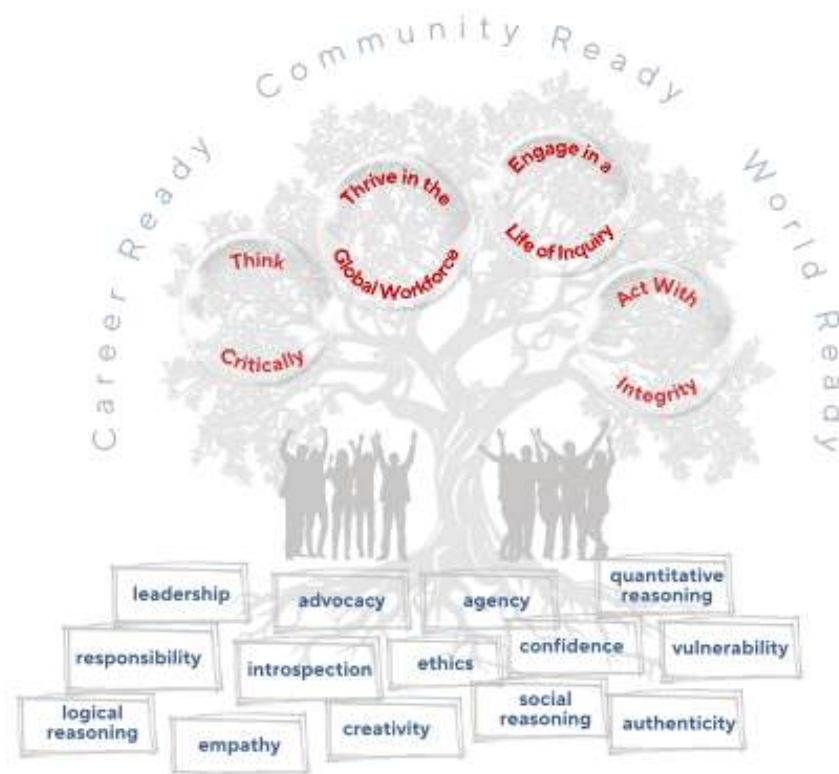 Career Ready Community Ready World Ready
Think
Critically
Thrive in the
Global Workforce
Engage in a
Life of Inquiry
Act With
Integrity
leadership
advocacy
agency
quantitative
reasoning
responsibility
introspection
ethics
confidence
vulnerability
logical
reasoning
empathy
creativity
social
reasoning
authenticity